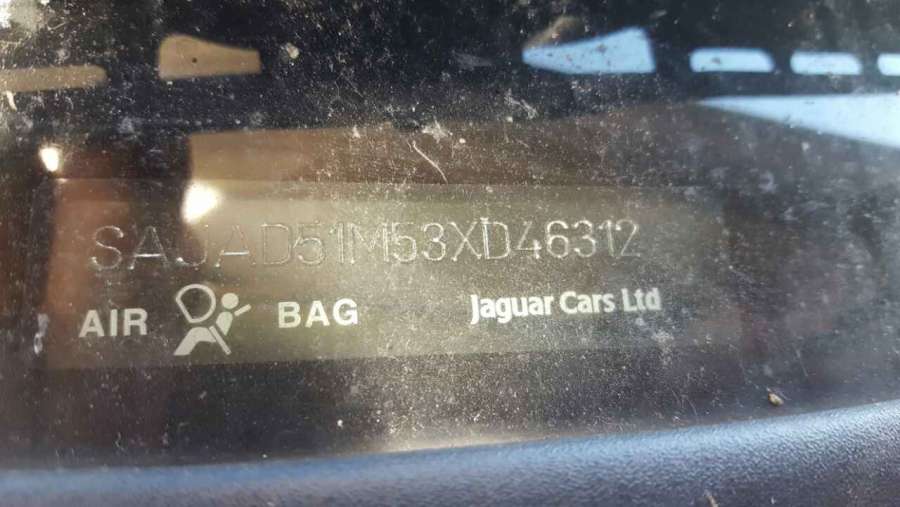 SAJAD51M53XD46312
AIR BAG Jaguar Cars Ltd